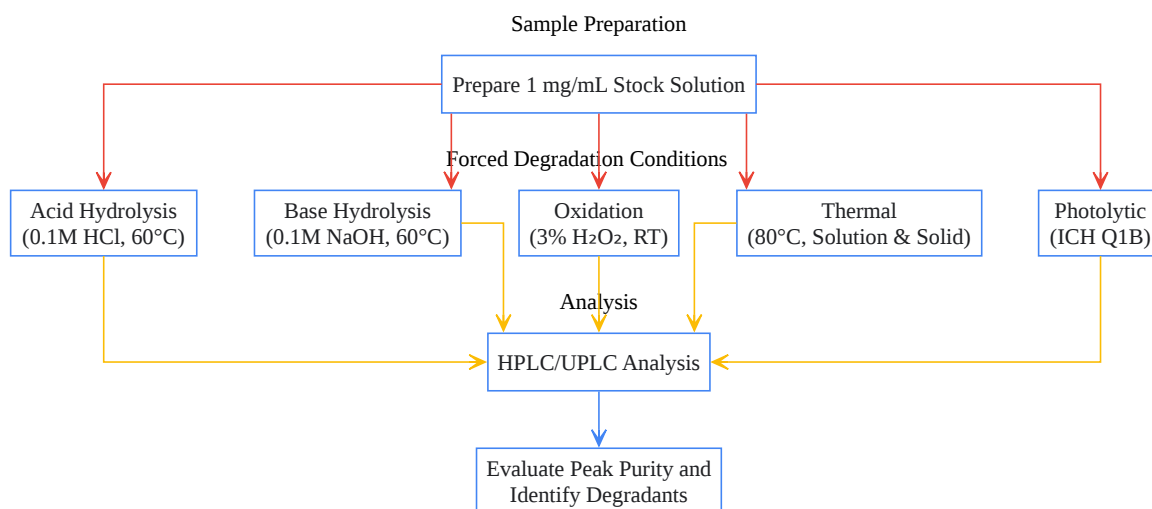 Sample Preparation
Prepare 1 mg/mL Stock Solution
Forced Degradation Conditions
Acid Hydrolysis
(0.1M HCl, 60°C)
Base Hydrolysis
(0.1M NaOH, 60°C)
Oxidation
(3% H₂O₂, RT)
Thermal
(80°C, Solution & Solid)
Photolytic
(ICH Q1B)
Analysis
HPLC/UPLC Analysis
Evaluate Peak Purity and
Identify Degradants